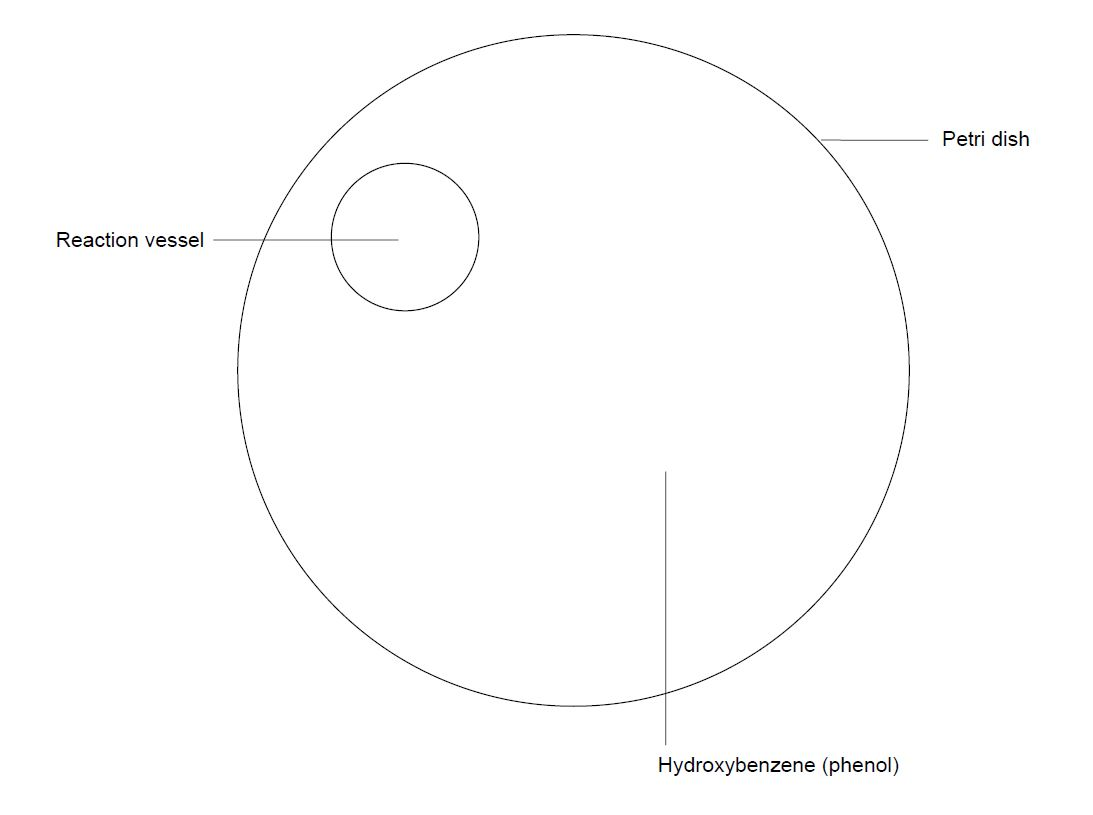 Petri dish
Reaction vessel
Hydroxybenzene (phenol)